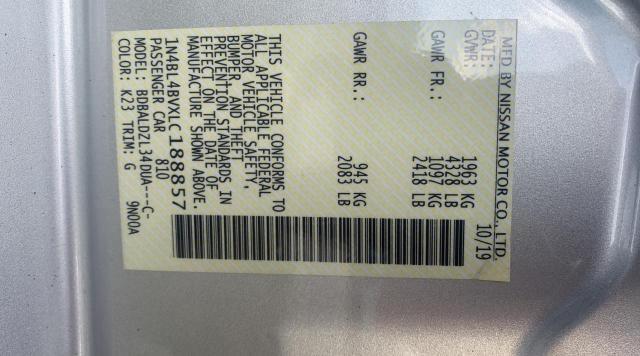 MFD BY NISSAN MOTOR CO., LTD.
DATE: 10/19
GVWR: 1963 KG
4328 LB
GAWR FR.: 1097 KG
2418 LB
GAWR RR.: 945 KG
2083 LB
THIS VEHICLE CONFORMS TO
ALL APPLICABLE FEDERAL
MOTOR VEHICLE SAFETY,
BUMPER, AND THEFT
PREVENTION STANDARDS IN
EFFECT ON THE DATE OF
MANUFACTURE SHOWN ABOVE.
1N4BL4BVXLC188857
PASSENGER CAR 810
MODEL: BDBALDZL34DUA---C-
COLOR: K23 TRIM: G 9N00A